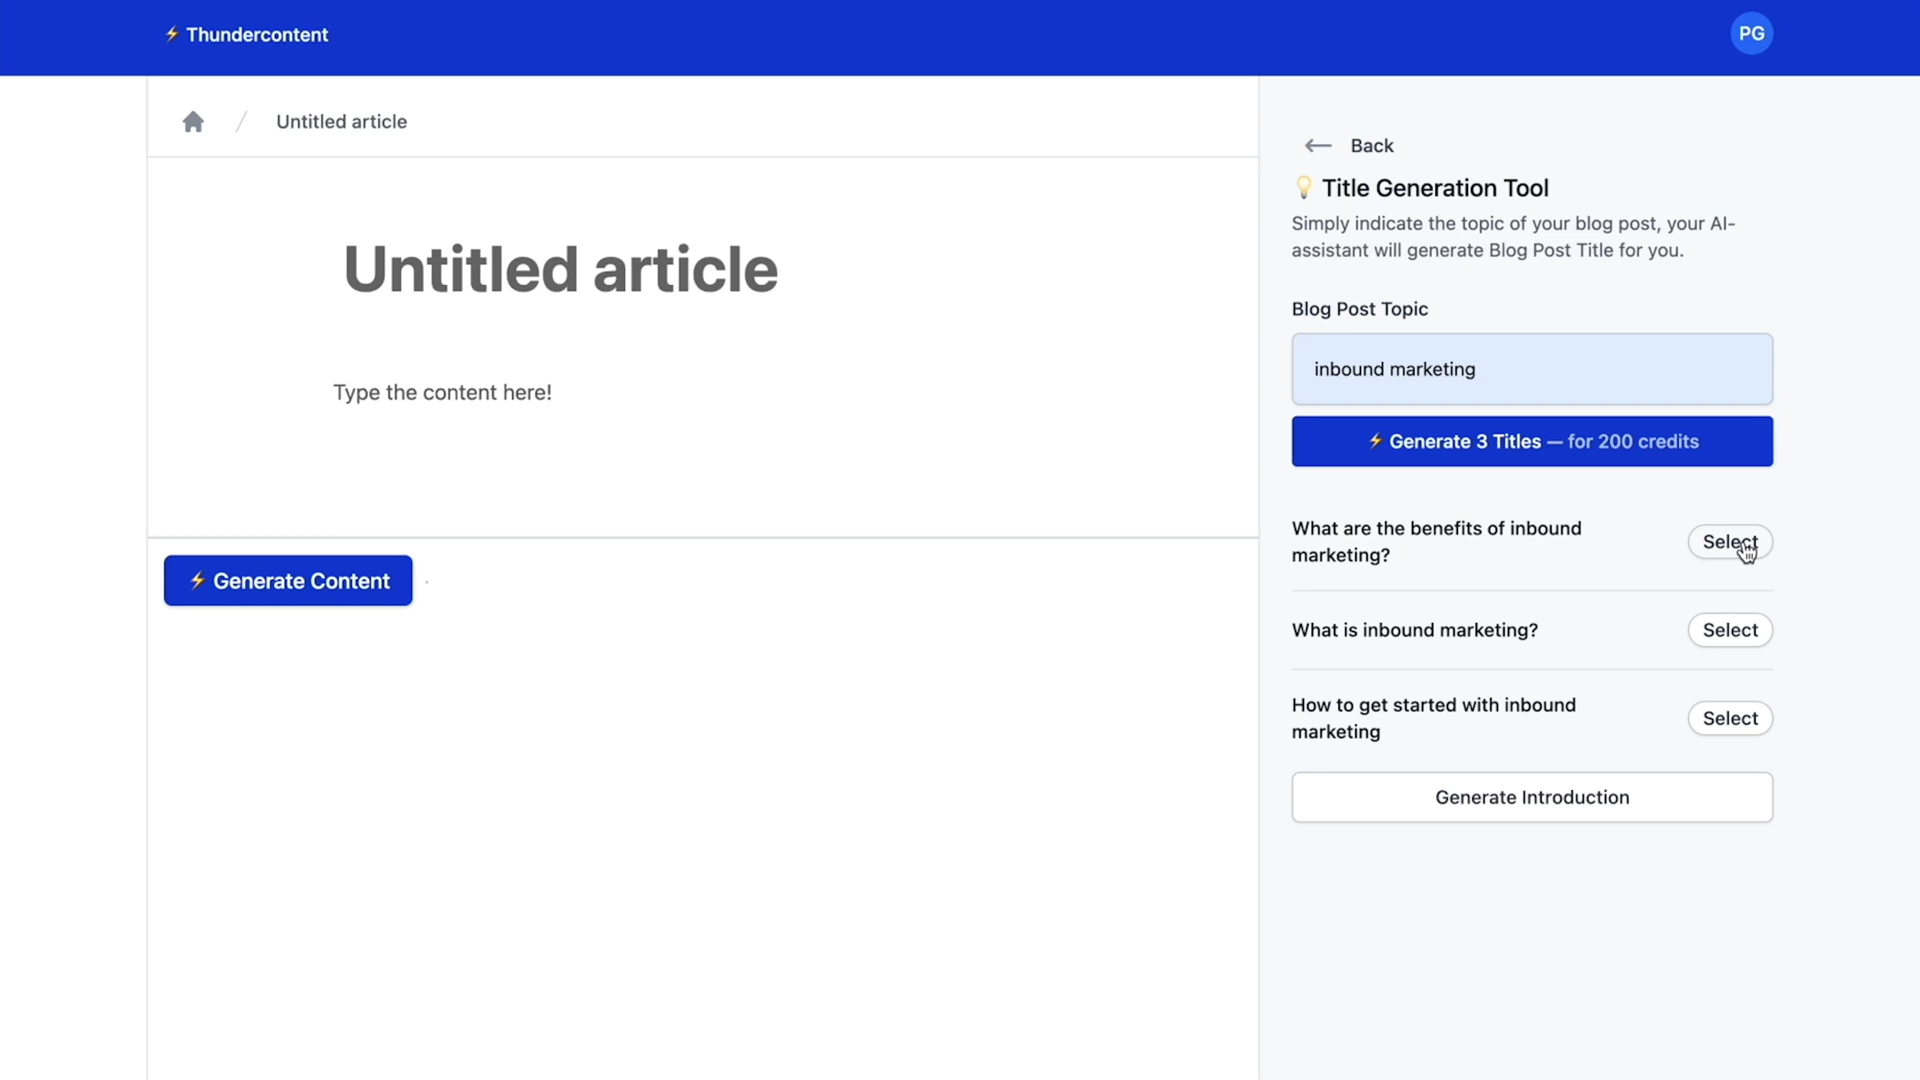 ⚡ Thundercontent
PG
Untitled article
Untitled article
Type the content here!
⚡ Generate Content
Back
💡 Title Generation Tool
Simply indicate the topic of your blog post, your AI-
assistant will generate Blog Post Title for you.
Blog Post Topic
inbound marketing
⚡ Generate 3 Titles — for 200 credits
What are the benefits of inbound
marketing?
Select
What is inbound marketing?
Select
How to get started with inbound
marketing
Select
Generate Introduction